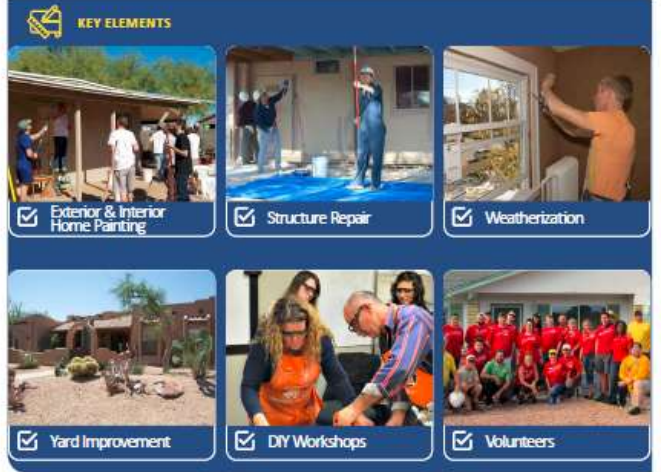 KEY ELEMENTS
Exterior & Interior
Home Painting
Structure Repair
Weatherization
Yard Improvement
DIY Workshops
Volunteers